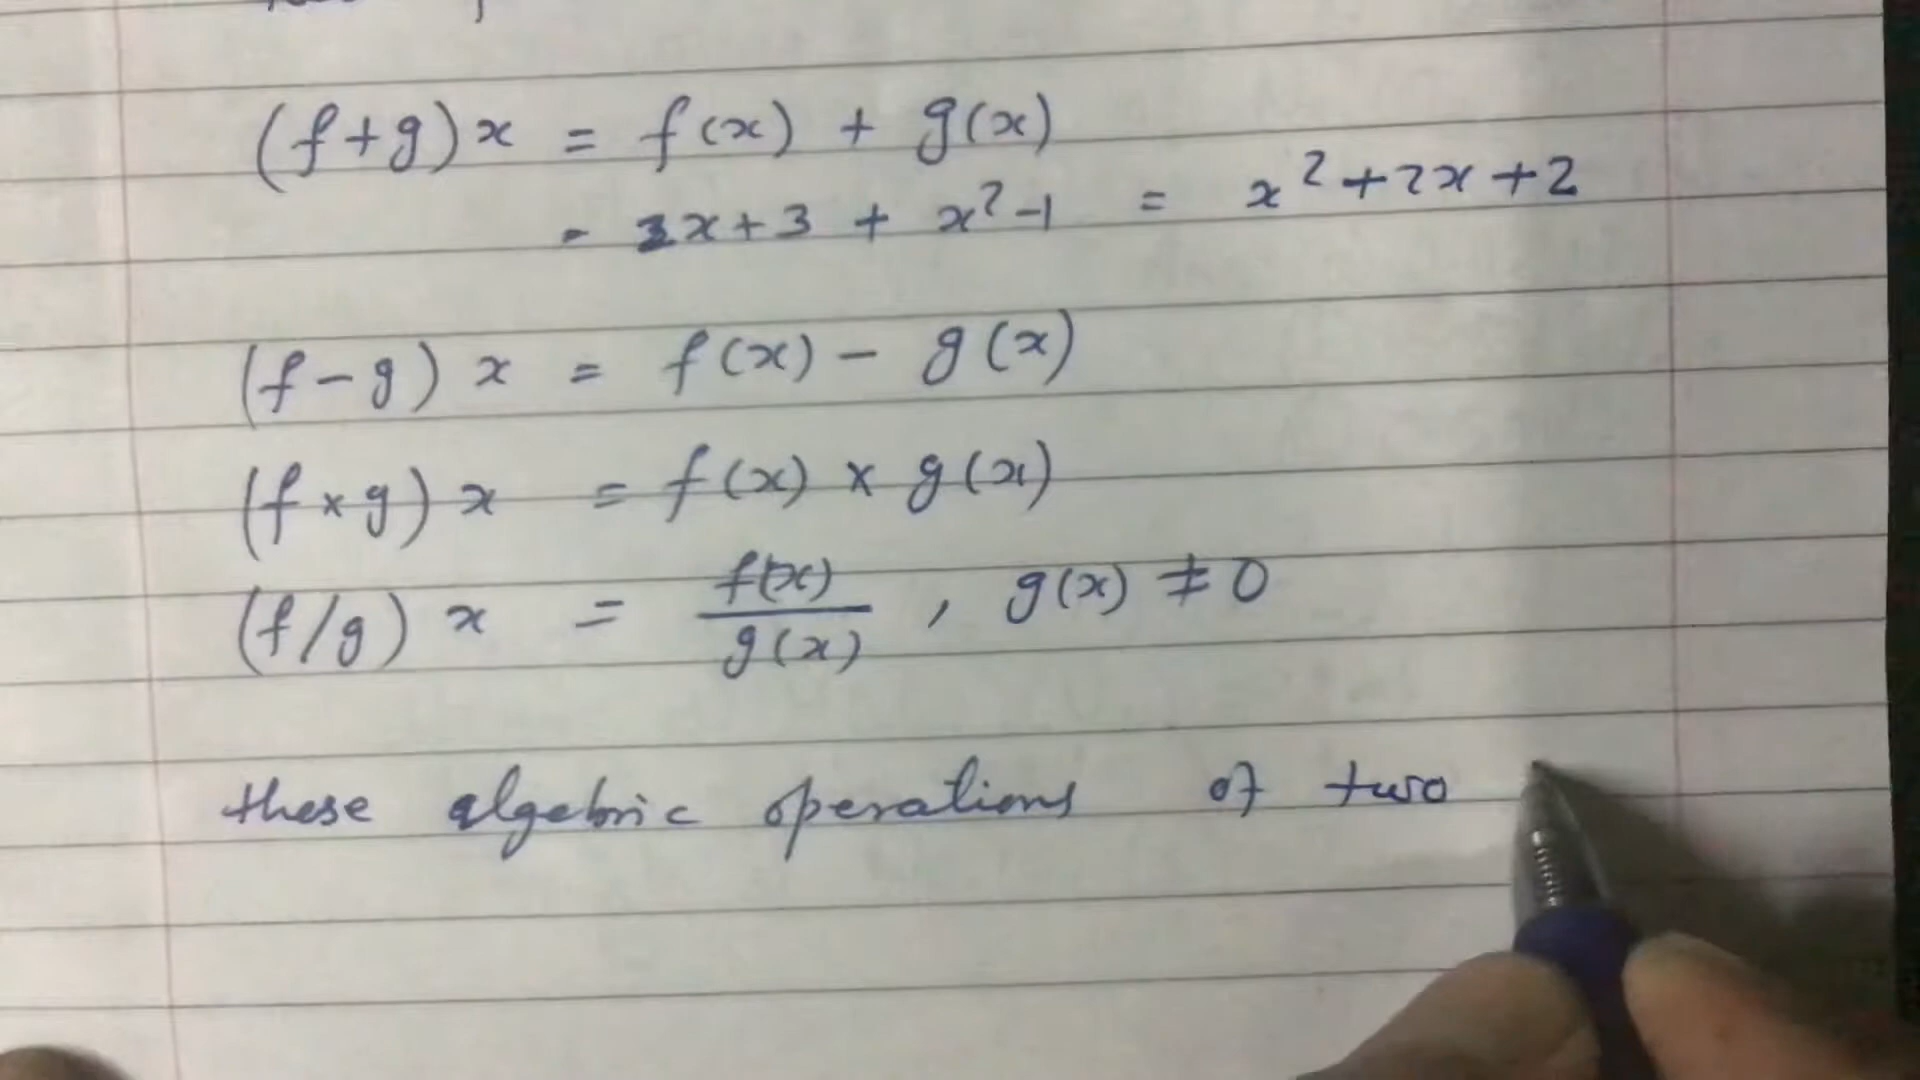 (f+g)x = f(x) + g(x)
= 2x+3 + x²-1 = x²+2x+2
(f-g) x = f(x) - g(x)
(f×g) x = f(x) × g(x)
(f/g) x = f(x)/g(x) , g(x) ≠ 0
these algebric operations of two